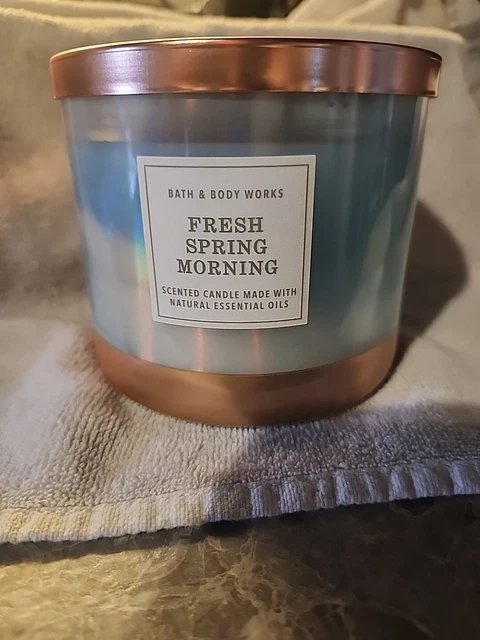 BATH & BODY WORKS
FRESH
SPRING
MORNING
SCENTED CANDLE MADE WITH
NATURAL ESSENTIAL OILS